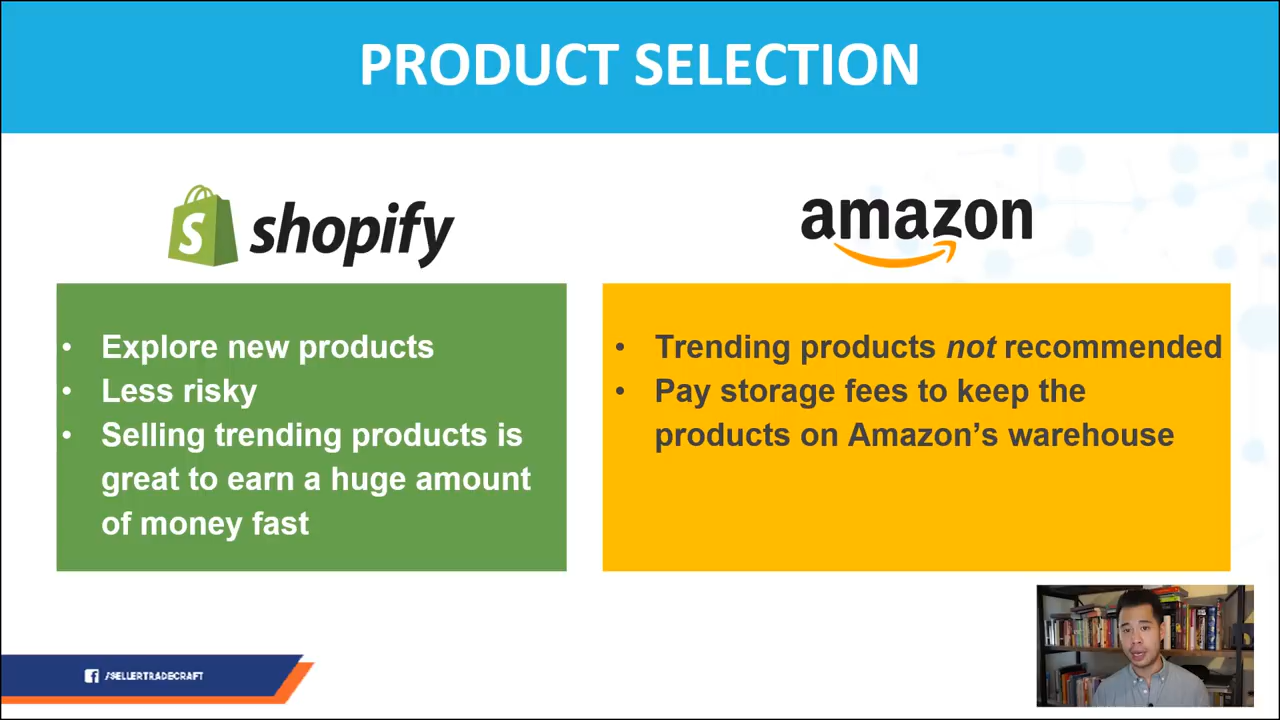 PRODUCT SELECTION
shopify
• Explore new products
• Less risky
• Selling trending products is
great to earn a huge amount
of money fast
amazon
• Trending products not recommended
• Pay storage fees to keep the
products on Amazon’s warehouse
/SELLERTRADECRAFT